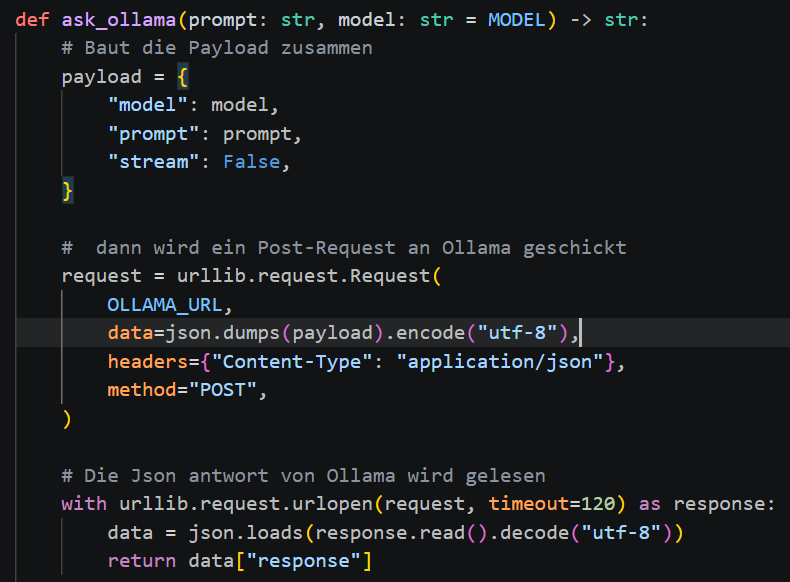 def ask_ollama(prompt: str, model: str = MODEL) -> str:
    # Baut die Payload zusammen
    payload = {
        "model": model,
        "prompt": prompt,
        "stream": False,
    }

    #  dann wird ein Post-Request an Ollama geschickt
    request = urllib.request.Request(
        OLLAMA_URL,
        data=json.dumps(payload).encode("utf-8"),
        headers={"Content-Type": "application/json"},
        method="POST",
    )

    # Die Json antwort von Ollama wird gelesen
    with urllib.request.urlopen(request, timeout=120) as response:
        data = json.loads(response.read().decode("utf-8"))
        return data["response"]